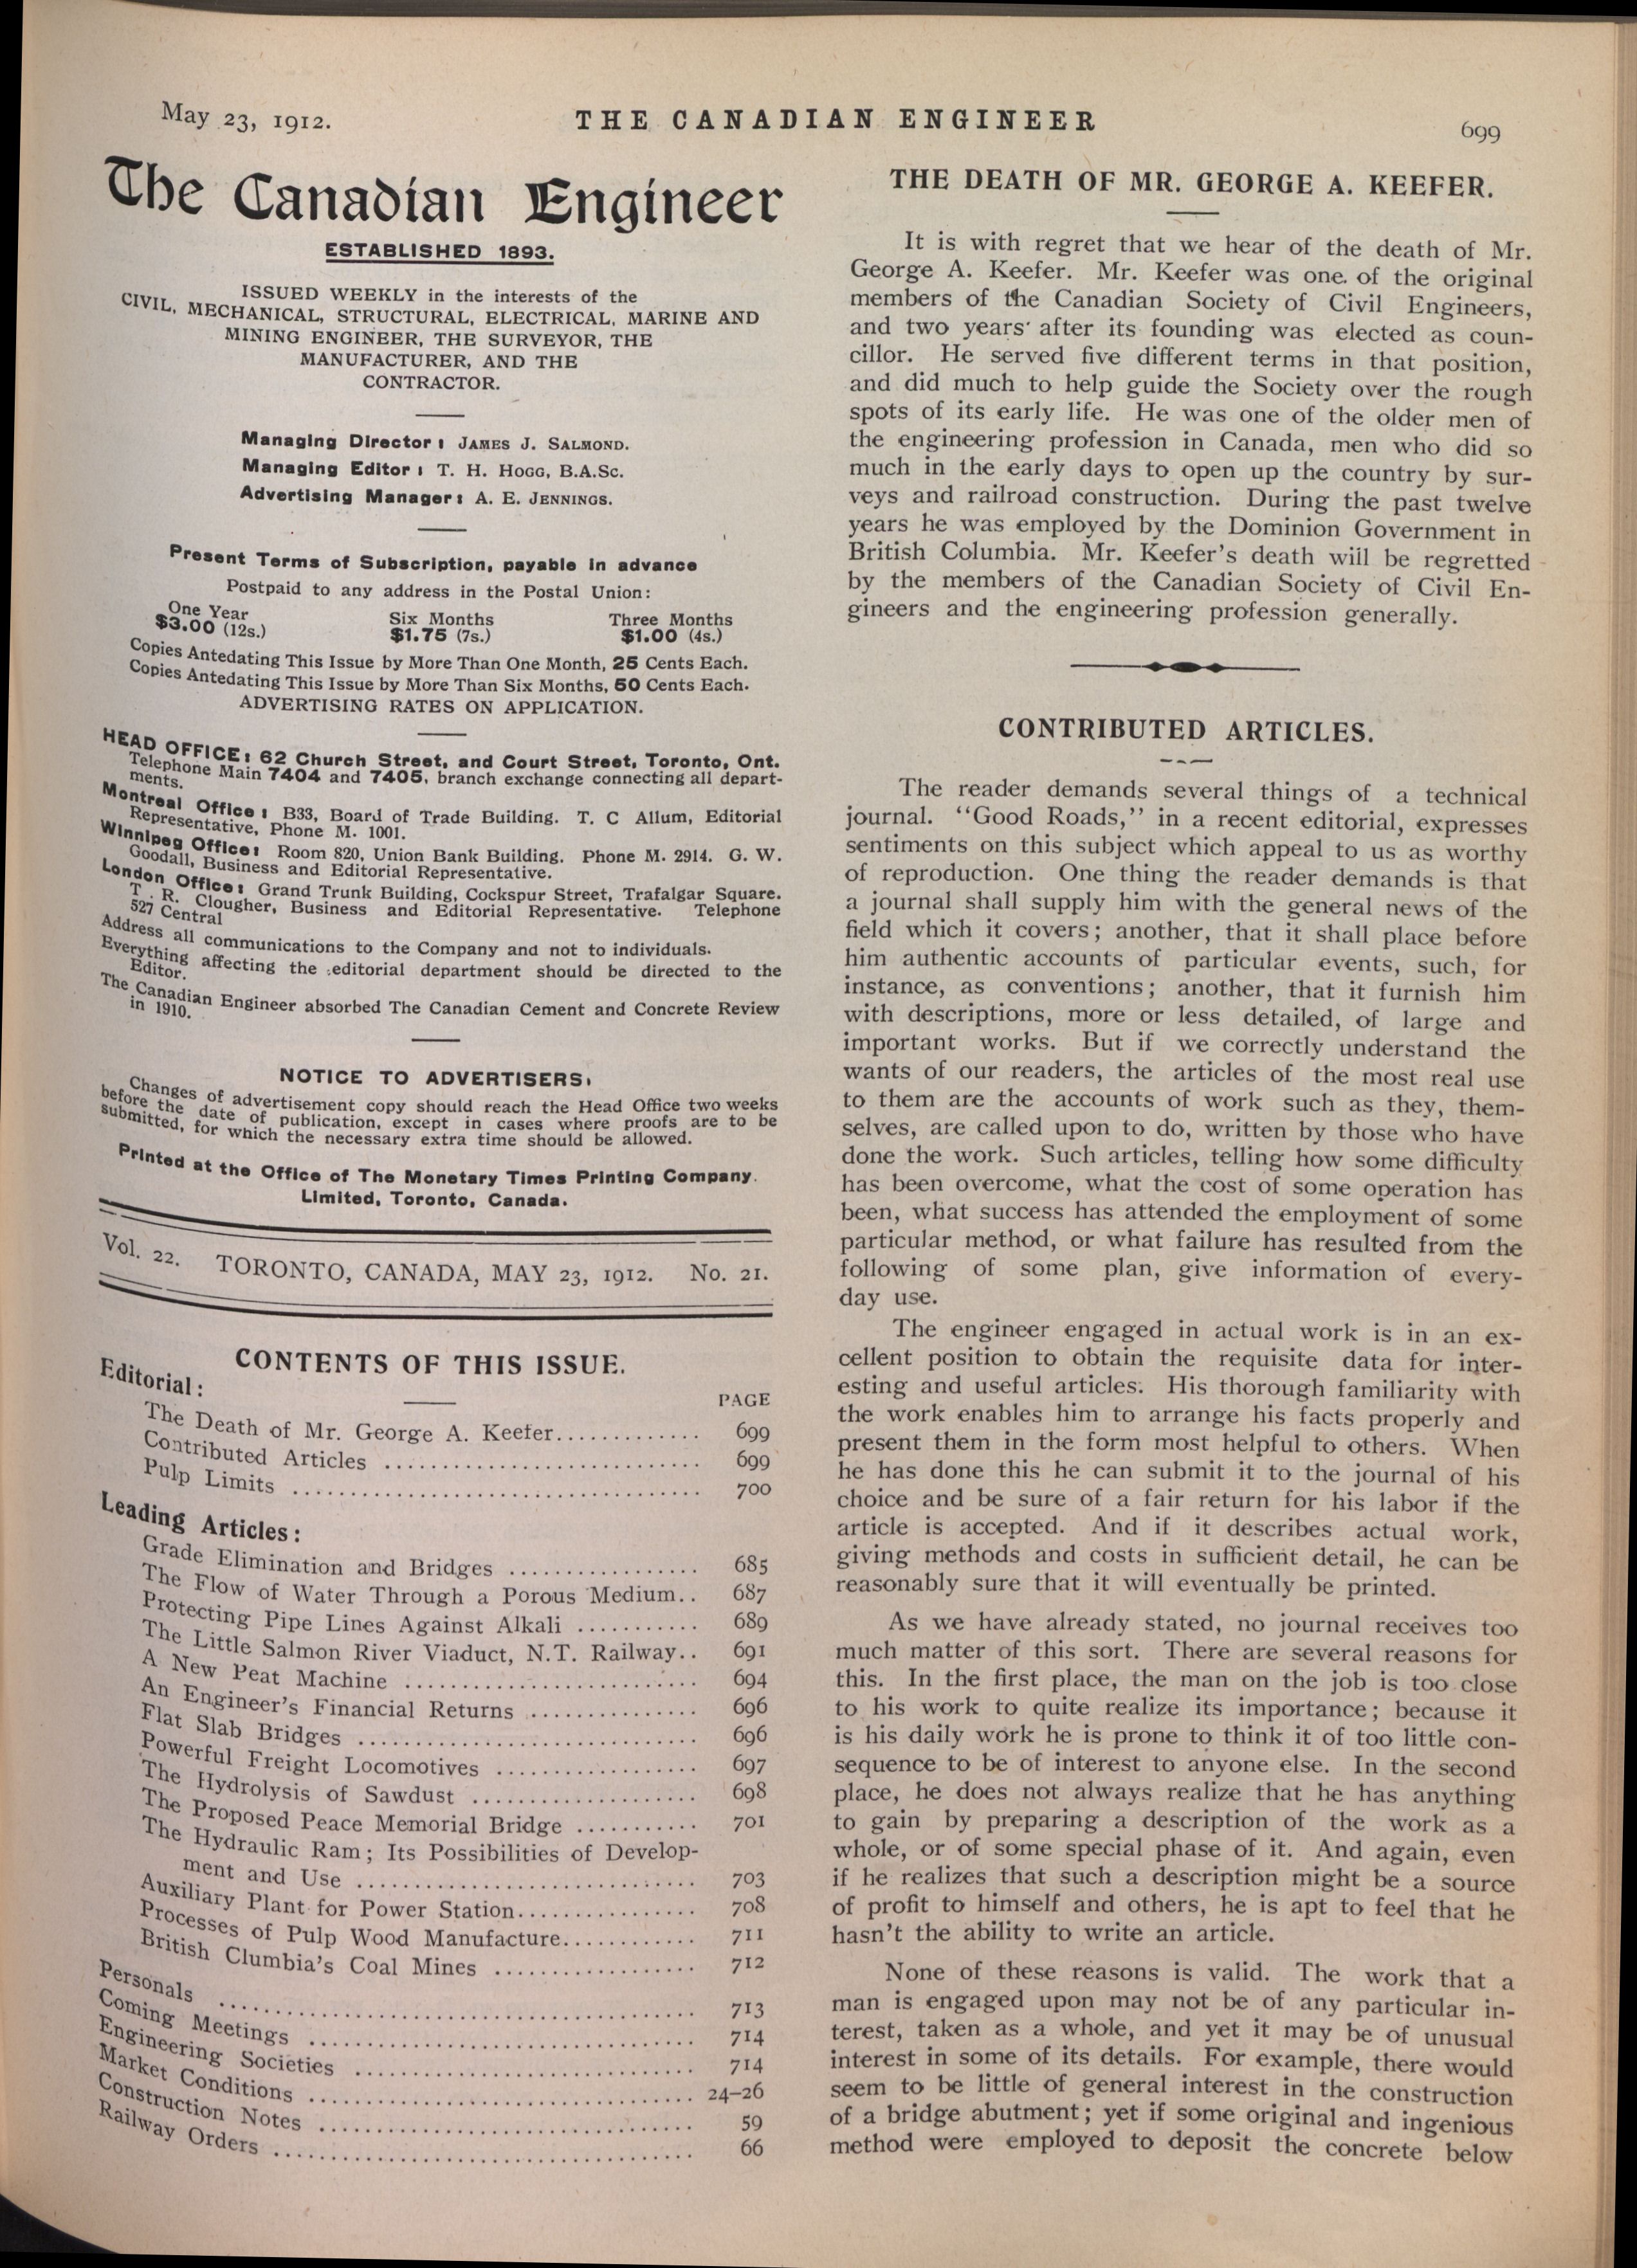 May 23, 1912.
THE CANADIAN ENGINEER
699
The Canadian Engineer
ESTABLISHED 1893.
ISSUED WEEKLY in the interests of the
CIVIL, MECHANICAL, STRUCTURAL, ELECTRICAL, MARINE AND
MINING ENGINEER, THE SURVEYOR, THE
MANUFACTURER, AND THE
CONTRACTOR.
Managing Director: JAMES J. SALMOND.
Managing Editor: T. H. HOGG, B.A.Sc.
Advertising Manager: A. E. JENNINGS.
Present Terms of Subscription, payable in advance
Postpaid to any address in the Postal Union:
One Year Six Months Three Months
$3.00 (12s.) $1.75 (7s.) $1.00 (4s.)
Copies Antedating This Issue by More Than One Month, 25 Cents Each.
Copies Antedating This Issue by More Than Six Months, 50 Cents Each.
ADVERTISING RATES ON APPLICATION.
HEAD OFFICE: 62 Church Street, and Court Street, Toronto, Ont.
Telephone Main 7404 and 7405, branch exchange connecting all depart-
ments.
Montreal Office: B33, Board of Trade Building. T. C Allum, Editorial
Representative, Phone M. 1001.
Winnipeg Office: Room 820, Union Bank Building. Phone M. 2914. G. W.
Goodall, Business and Editorial Representative.
London Office: Grand Trunk Building, Cockspur Street, Trafalgar Square.
T. R. Clougher, Business and Editorial Representative. Telephone
527 Central
Address all communications to the Company and not to individuals.
Everything affecting the editorial department should be directed to the
Editor.
The Canadian Engineer absorbed The Canadian Cement and Concrete Review
in 1910.
NOTICE TO ADVERTISERS.
Changes of advertisement copy should reach the Head Office two weeks
before the date of publication, except in cases where proofs are to be
submitted, for which the necessary extra time should be allowed.
Printed at the Office of The Monetary Times Printing Company.
Limited, Toronto, Canada.
Vol. 22. TORONTO, CANADA, MAY 23, 1912. No. 21.
CONTENTS OF THIS ISSUE.
Editorial:
PAGE
The Death of Mr. George A. Keefer............. 699
Contributed Articles ............................ 699
Pulp Limits .................................... 700
Leading Articles:
Grade Elimination and Bridges ................. 685
The Flow of Water Through a Porous Medium.. 687
Protecting Pipe Lines Against Alkali ........... 689
The Little Salmon River Viaduct, N.T. Railway.. 691
A New Peat Machine .......................... 694
An Engineer's Financial Returns ............... 696
Flat Slab Bridges .............................. 696
Powerful Freight Locomotives .................. 697
The Hydrolysis of Sawdust .................... 698
The Proposed Peace Memorial Bridge ........... 701
The Hydraulic Ram; Its Possibilities of Develop-
ment and Use .............................. 703
Auxiliary Plant for Power Station................ 708
Processes of Pulp Wood Manufacture............ 711
British Clumbia's Coal Mines .................. 712
Personals .......................................... 713
Coming Meetings .................................. 714
Engineering Societies .............................. 714
Market Conditions .................................. 24–26
Construction Notes ................................. 59
Railway Orders ..................................... 66
THE DEATH OF MR. GEORGE A. KEEFER.
It is with regret that we hear of the death of Mr.
George A. Keefer. Mr. Keefer was one of the original
members of the Canadian Society of Civil Engineers,
and two years after its founding was elected as coun-
cillor. He served five different terms in that position,
and did much to help guide the Society over the rough
spots of its early life. He was one of the older men of
the engineering profession in Canada, men who did so
much in the early days to open up the country by sur-
veys and railroad construction. During the past twelve
years he was employed by the Dominion Government in
British Columbia. Mr. Keefer's death will be regretted
by the members of the Canadian Society of Civil En-
gineers and the engineering profession generally.
CONTRIBUTED ARTICLES.
The reader demands several things of a technical
journal. "Good Roads," in a recent editorial, expresses
sentiments on this subject which appeal to us as worthy
of reproduction. One thing the reader demands is that
a journal shall supply him with the general news of the
field which it covers; another, that it shall place before
him authentic accounts of particular events, such, for
instance, as conventions; another, that it furnish him
with descriptions, more or less detailed, of large and
important works. But if we correctly understand the
wants of our readers, the articles of the most real use
to them are the accounts of work such as they, them-
selves, are called upon to do, written by those who have
done the work. Such articles, telling how some difficulty
has been overcome, what the cost of some operation has
been, what success has attended the employment of some
particular method, or what failure has resulted from the
following of some plan, give information of every-
day use.
The engineer engaged in actual work is in an ex-
cellent position to obtain the requisite data for inter-
esting and useful articles. His thorough familiarity with
the work enables him to arrange his facts properly and
present them in the form most helpful to others. When
he has done this he can submit it to the journal of his
choice and be sure of a fair return for his labor if the
article is accepted. And if it describes actual work,
giving methods and costs in sufficient detail, he can be
reasonably sure that it will eventually be printed.
As we have already stated, no journal receives too
much matter of this sort. There are several reasons for
this. In the first place, the man on the job is too close
to his work to quite realize its importance; because it
is his daily work he is prone to think it of too little con-
sequence to be of interest to anyone else. In the second
place, he does not always realize that he has anything
to gain by preparing a description of the work as a
whole, or of some special phase of it. And again, even
if he realizes that such a description might be a source
of profit to himself and others, he is apt to feel that he
hasn't the ability to write an article.
None of these reasons is valid. The work that a
man is engaged upon may not be of any particular in-
terest, taken as a whole, and yet it may be of unusual
interest in some of its details. For example, there would
seem to be little of general interest in the construction
of a bridge abutment; yet if some original and ingenious
method were employed to deposit the concrete below